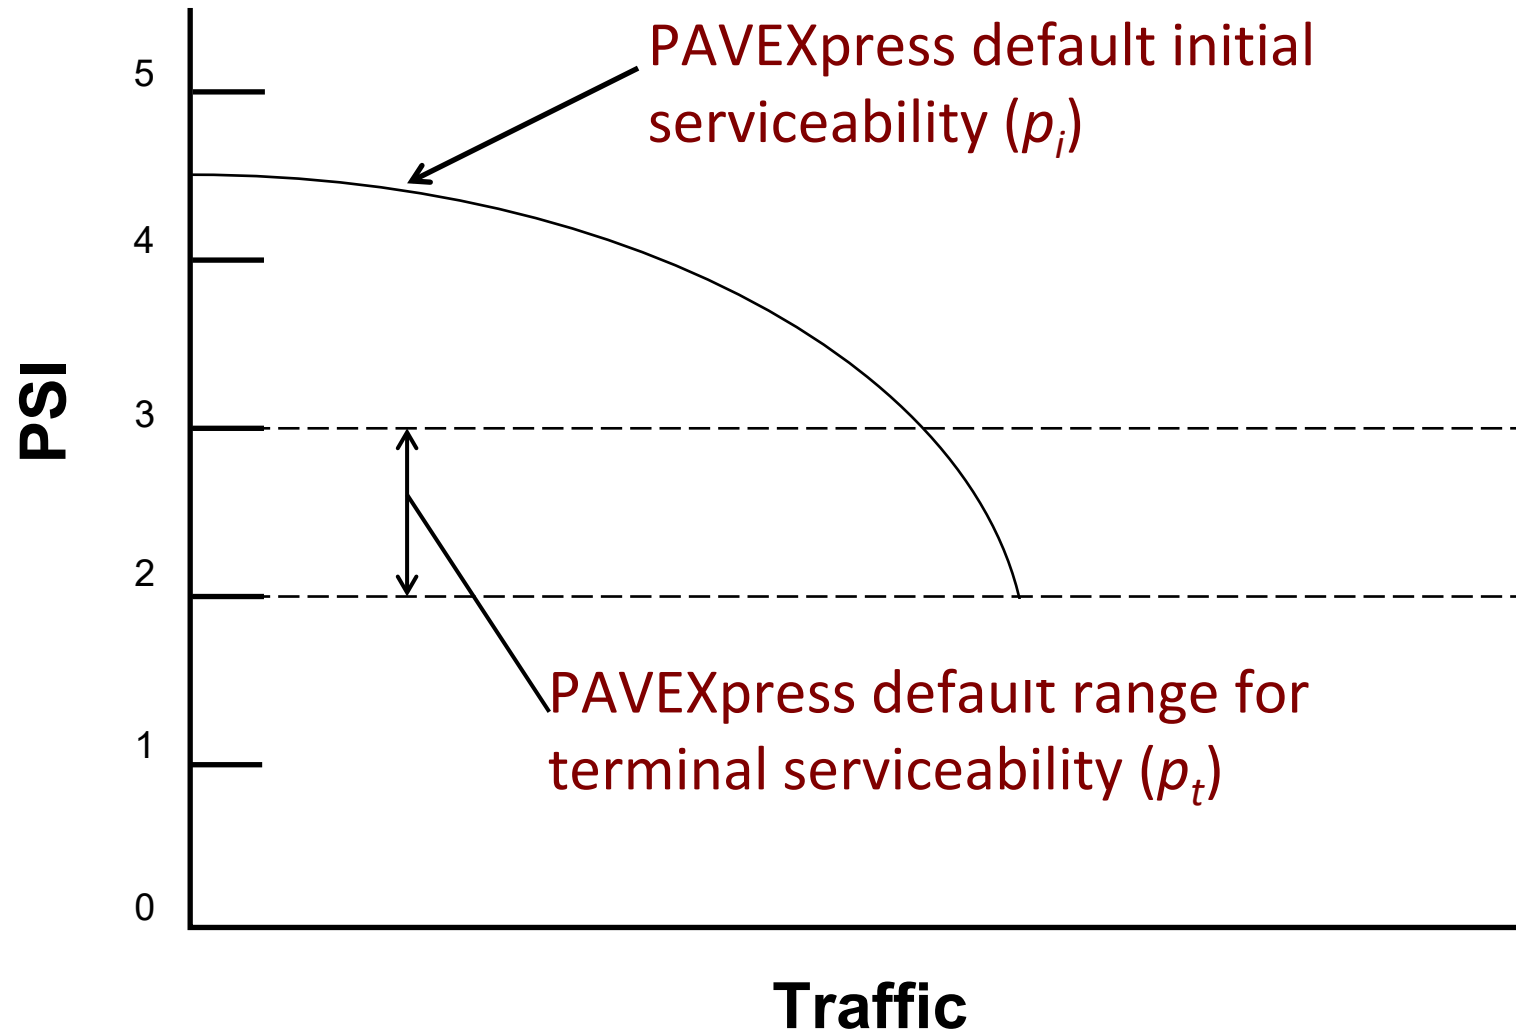 PAVEXpress default initial
serviceability (pi)
5
4
3
2
1
0
PSI
PAVEXpress default range for
terminal serviceability (pt)
Traffic